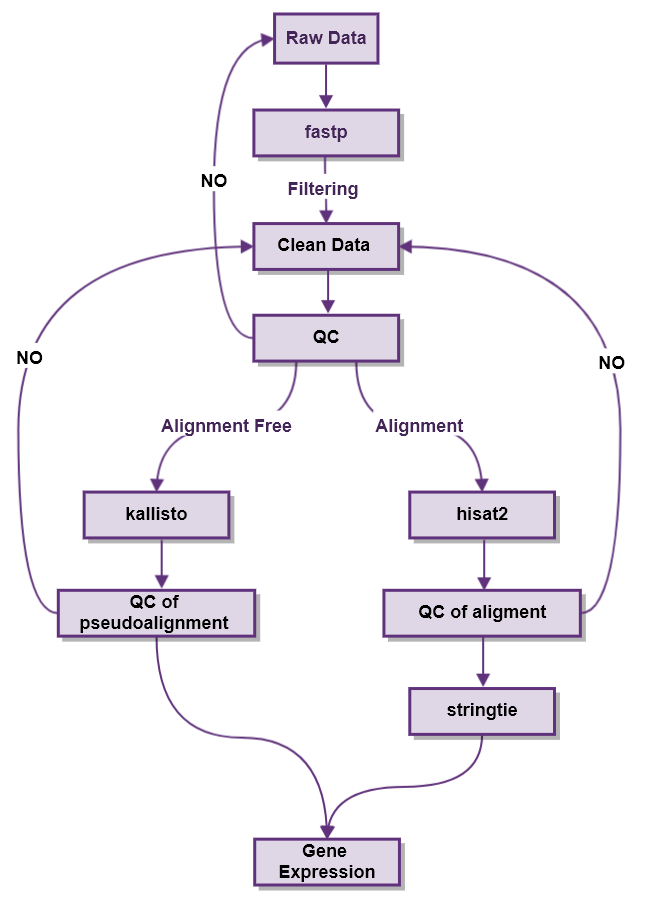 Raw Data
fastp
NO
Filtering
Clean Data
QC
NO
NO
Alignment Free
Alignment
kallisto
hisat2
QC of
pseudoalignment
QC of aligment
stringtie
Gene
Expression